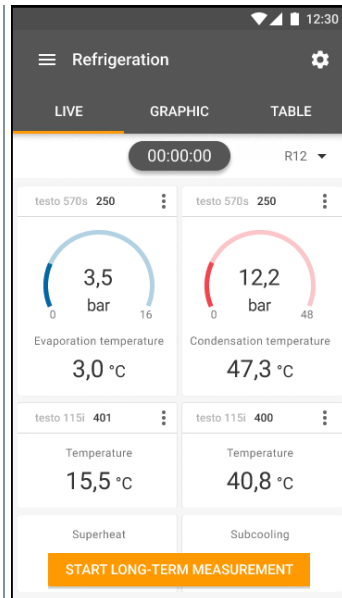 12:30
Refrigeration
LIVE GRAPHIC TABLE
00:00:00 R12
testo 570s 250 testo 570s 250
3,5 12,2
bar bar
0 16 0 48
Evaporation temperature Condensation temperature
3,0 °C 47,3 °C
testo 115i 401 testo 115i 400
Temperature Temperature
15,5 °C 40,8 °C
Superheat Subcooling
START LONG-TERM MEASUREMENT